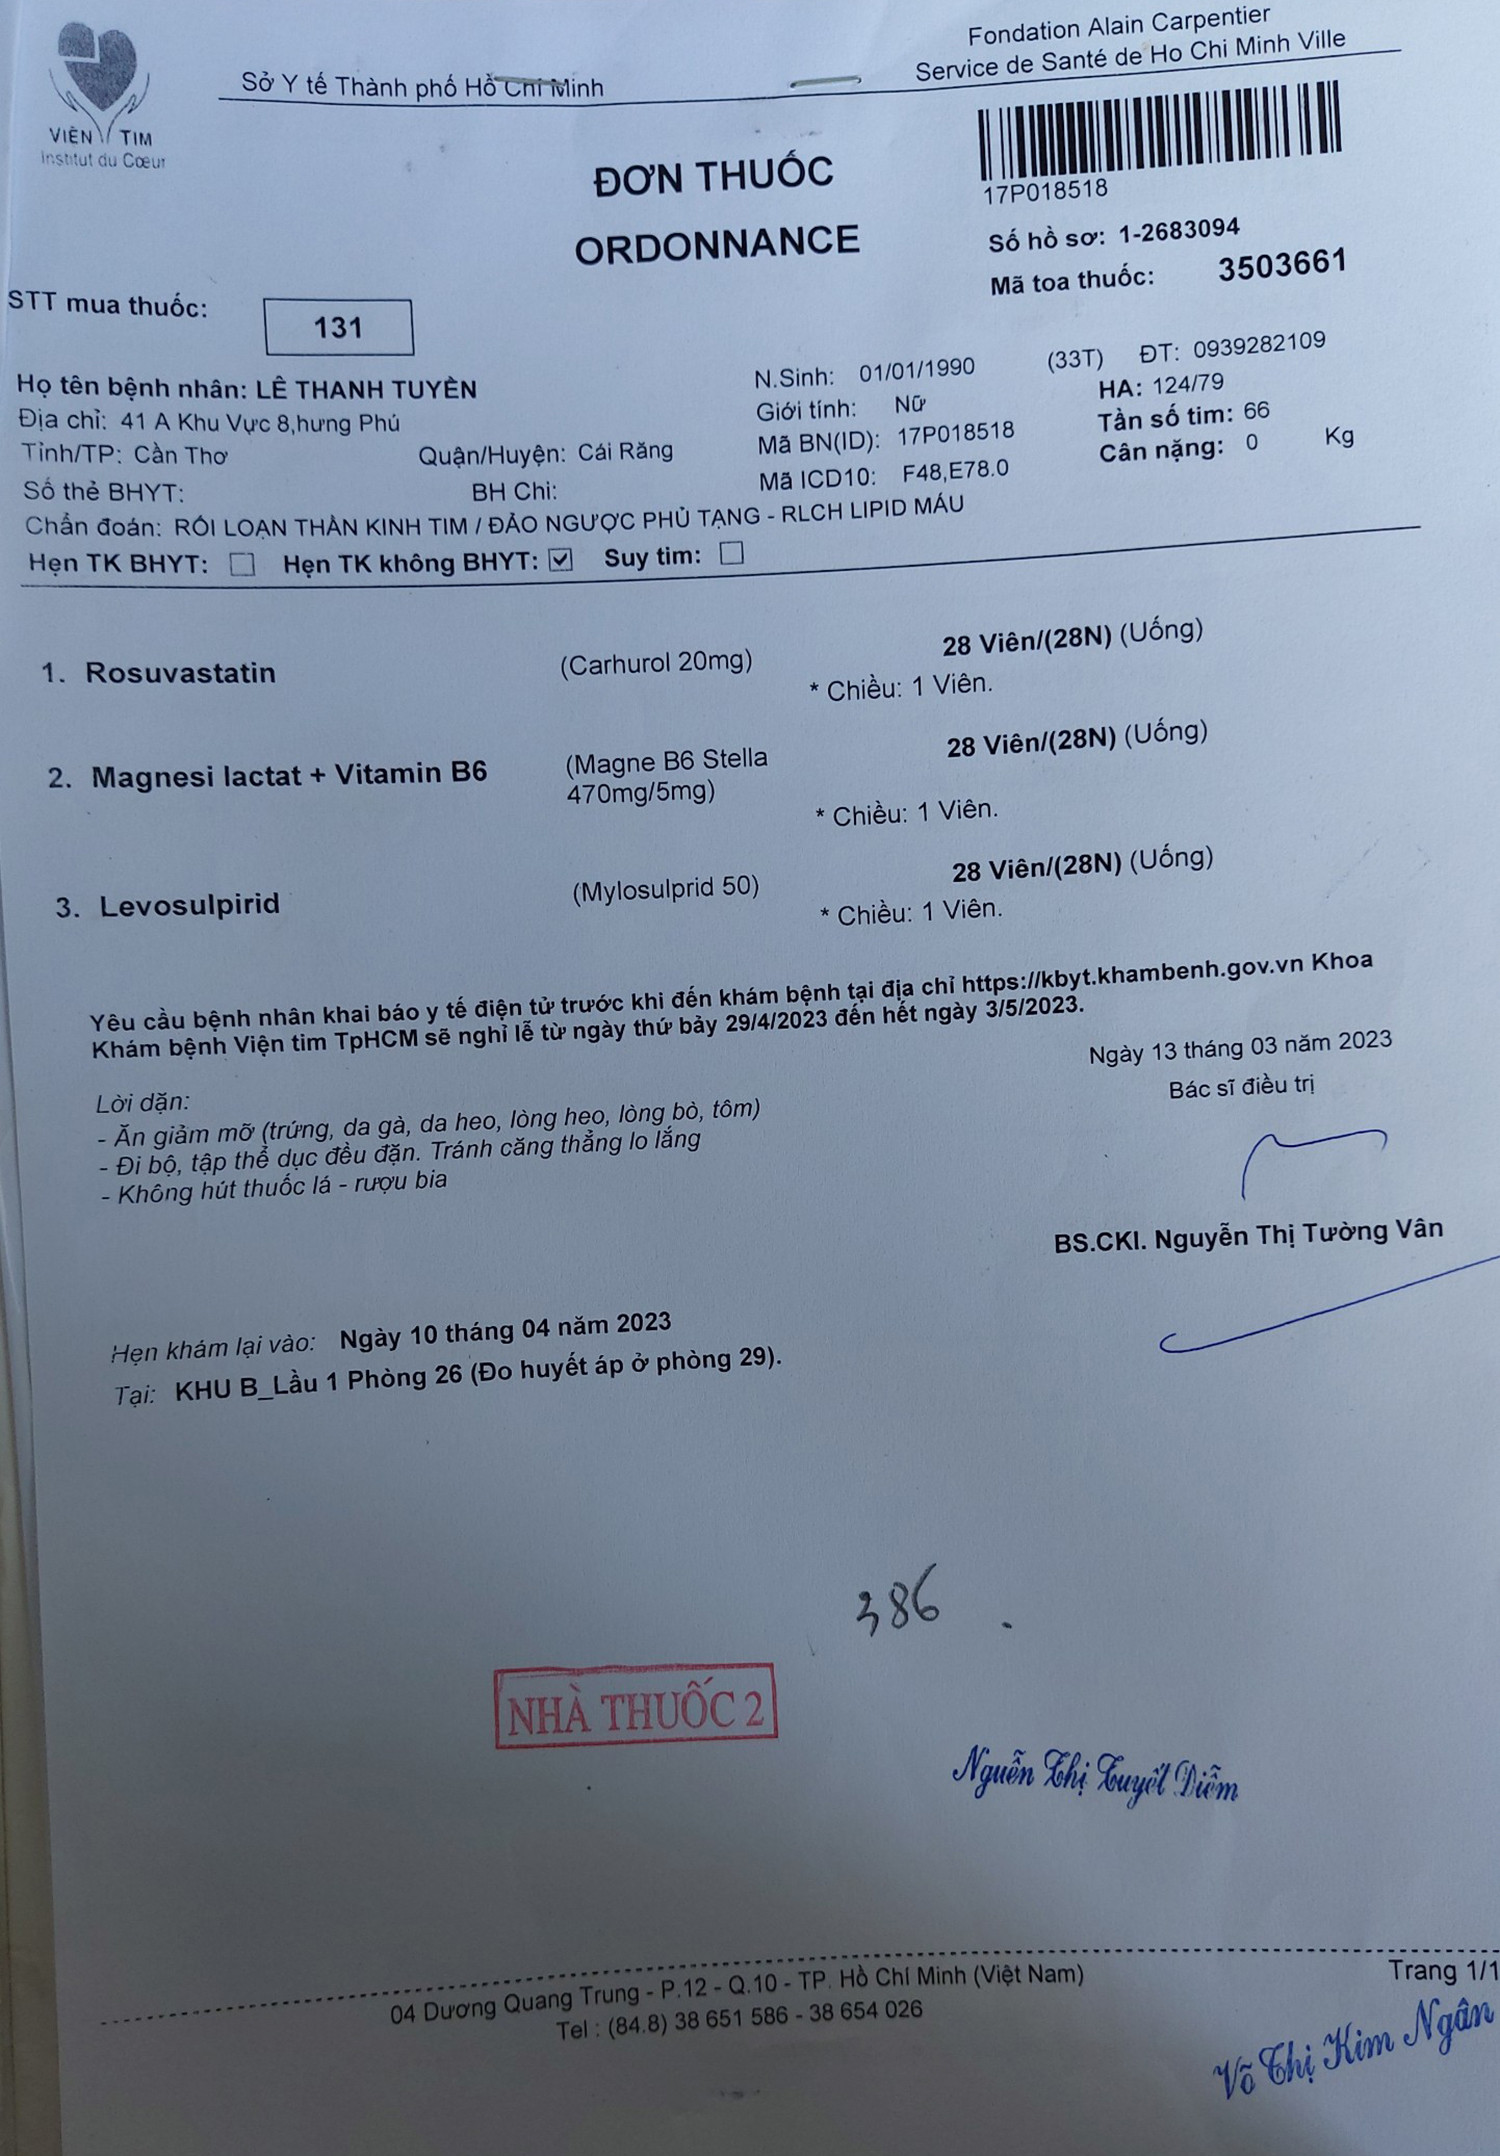 VIỆN TIM
Institut du Cœur
Sở Y tế Thành phố Hồ Chí Minh
Fondation Alain Carpentier
Service de Santé de Ho Chi Minh Ville
ĐƠN THUỐC
ORDONNANCE
17P018518
Số hồ sơ: 1-2683094
Mã toa thuốc: 3503661
STT mua thuốc: 131
Họ tên bệnh nhân: LÊ THANH TUYỀN N.Sinh: 01/01/1990 (33T) ĐT: 0939282109
Địa chỉ: 41 A Khu Vực 8,hưng Phú Giới tính: Nữ HA: 124/79
Tỉnh/TP: Cần Thơ Quận/Huyện: Cái Răng Mã BN(ID): 17P018518 Tần số tim: 66
Số thẻ BHYT: BH Chi: Mã ICD10: F48,E78.0 Cân nặng: 0 Kg
Chẩn đoán: RỐI LOẠN THẦN KINH TIM / ĐẢO NGƯỢC PHỦ TẠNG - RLCH LIPID MÁU
Hẹn TK BHYT: Hẹn TK không BHYT: Suy tim:
1. Rosuvastatin (Carhurol 20mg) 28 Viên/(28N) (Uống)
* Chiều: 1 Viên.
2. Magnesi lactat + Vitamin B6 (Magne B6 Stella 28 Viên/(28N) (Uống)
470mg/5mg)
* Chiều: 1 Viên.
3. Levosulpirid (Mylosulprid 50) 28 Viên/(28N) (Uống)
* Chiều: 1 Viên.
Yêu cầu bệnh nhân khai báo y tế điện tử trước khi đến khám bệnh tại địa chỉ https://kbyt.khambenh.gov.vn Khoa
Khám bệnh Viện tim TpHCM sẽ nghỉ lễ từ ngày thứ bảy 29/4/2023 đến hết ngày 3/5/2023.
Ngày 13 tháng 03 năm 2023
Bác sĩ điều trị
Lời dặn:
- Ăn giảm mỡ (trứng, da gà, da heo, lòng heo, lòng bò, tôm)
- Đi bộ, tập thể dục đều đặn. Tránh căng thẳng lo lắng
- Không hút thuốc lá - rượu bia
BS.CKI. Nguyễn Thị Tường Vân
Hẹn khám lại vào: Ngày 10 tháng 04 năm 2023
Tại: KHU B_Lầu 1 Phòng 26 (Đo huyết áp ở phòng 29).
386
NHÀ THUỐC 2
Nguễn Thị Tuyết Diễm
04 Dương Quang Trung - P.12 - Q.10 - TP. Hồ Chí Minh (Việt Nam)
Tel : (84.8) 38 651 586 - 38 654 026
Trang 1/1
Võ Thị Kim Ngân